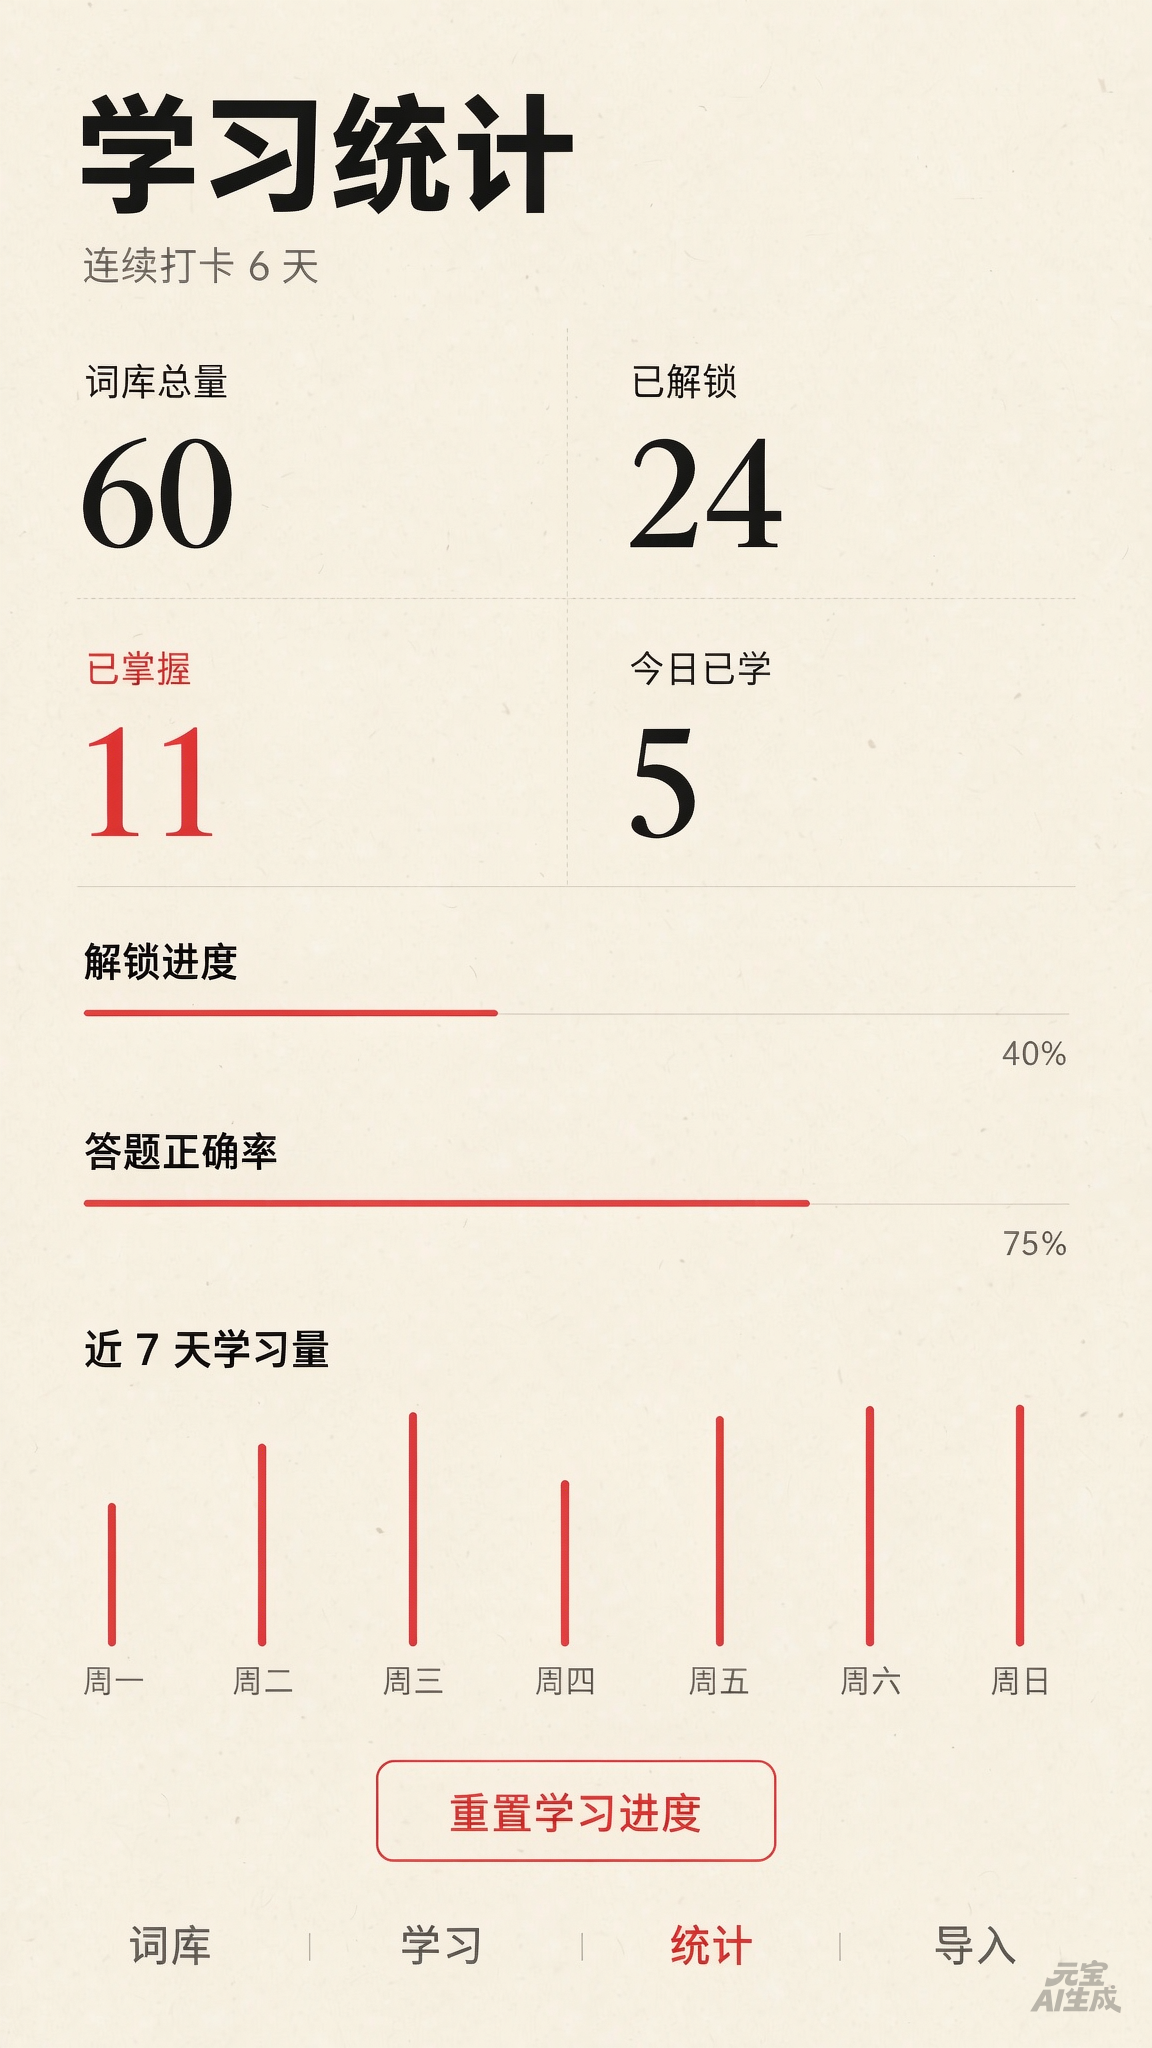 学习统计
连续打卡 6 天
词库总量
已解锁
60
24
已掌握
今日已学
11
5
解锁进度
40%
答题正确率
75%
近 7 天学习量
周一 周二 周三 周四 周五 周六 周日
重置学习进度
词库 | 学习 | 统计 | 导入
元宝
AI生成